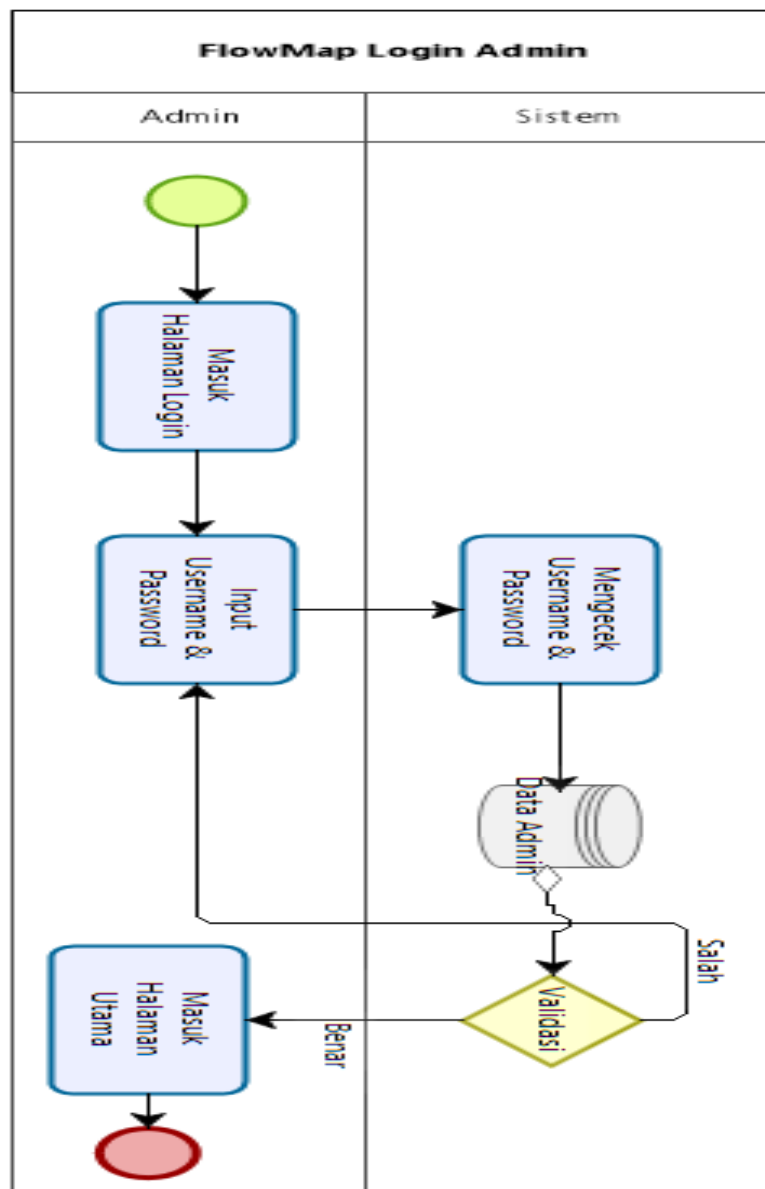 FlowMap Login Admin
Admin
Sistem
Masuk
Halaman Login
Input
Username &
Password
Mengecek
Username &
Password
Data Admin
Salah
Validasi
Benar
Masuk
Halaman
Utama